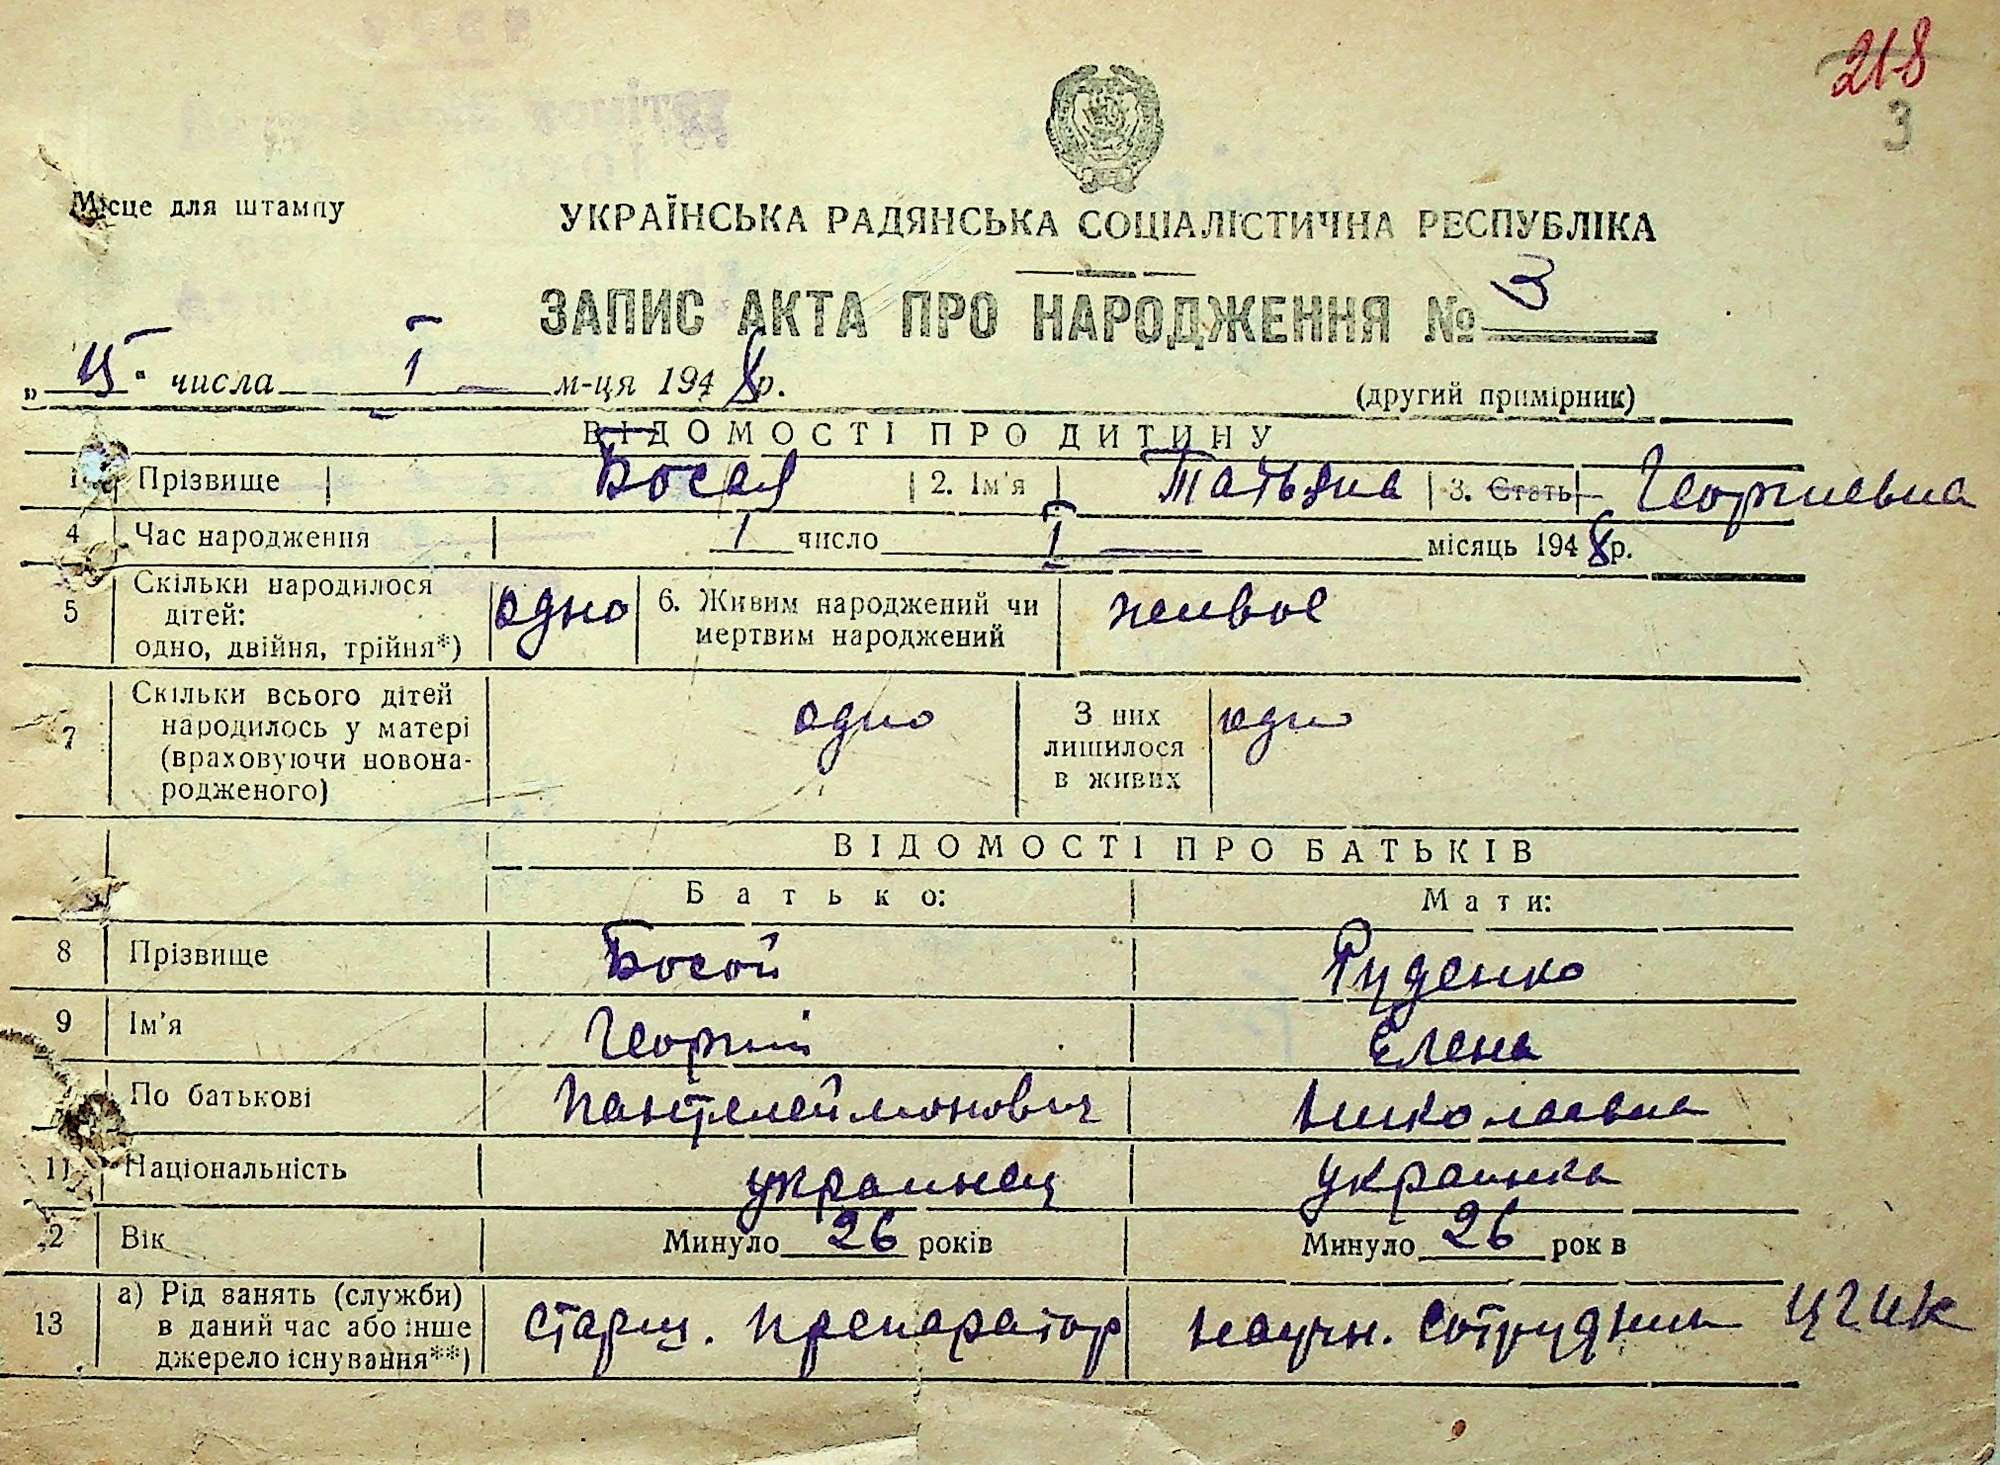 218
3
Місце для штампу
УКРАЇНСЬКА РАДЯНСЬКА СОЦІАЛІСТИЧНА РЕСПУБЛІКА
ЗАПИС АКТА ПРО НАРОДЖЕННЯ № 3
числа I м-ця 1948 р.
(другий примірник)
ВІДОМОСТІ ПРО ДИТИНУ
1 Прізвище Босая 2. Ім'я Татьяна 3. Стать Георгиевна
4 Час народження 1 число I місяць 1948 р.
5 Скільки народилося дітей: одно, двійня, трійня*) одно 6. Живим народжений чи мертвим народжений живое
7 Скільки всього дітей народилось у матері (враховуючи новонародженого) одно З них лишилося в живих одно
ВІДОМОСТІ ПРО БАТЬКІВ
Батько: Мати:
8 Прізвище Босой Руденко
9 Ім'я Георгий Елена
По батькові Пантелеймонович Николаевна
11 Національність украинец украинка
12 Вік Минуло 26 років Минуло 26 рок в
13 а) Рід занять (служби) в даний час або інше джерело існування**) старш. препаратор научн. сотрудник ЦГИК